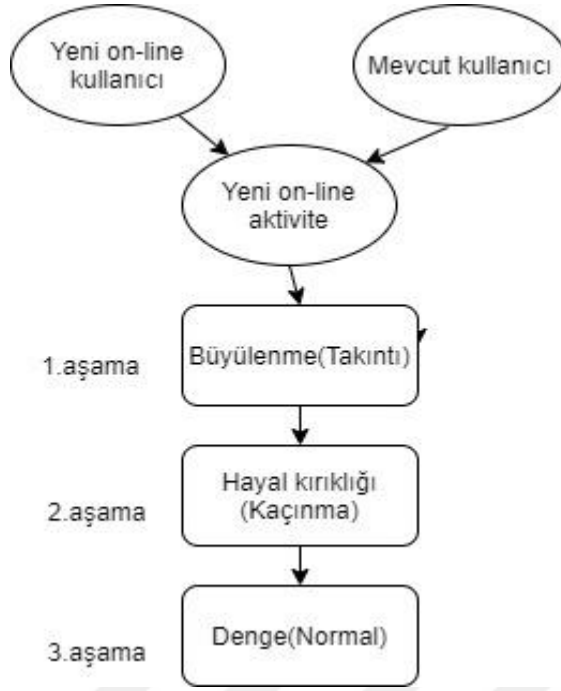 Yeni on-line
kullanıcı
Mevcut kullanıcı
Yeni on-line
aktivite
1.aşama
Büyülenme(Takıntı)
2.aşama
Hayal kırıklığı
(Kaçınma)
3.aşama
Denge(Normal)